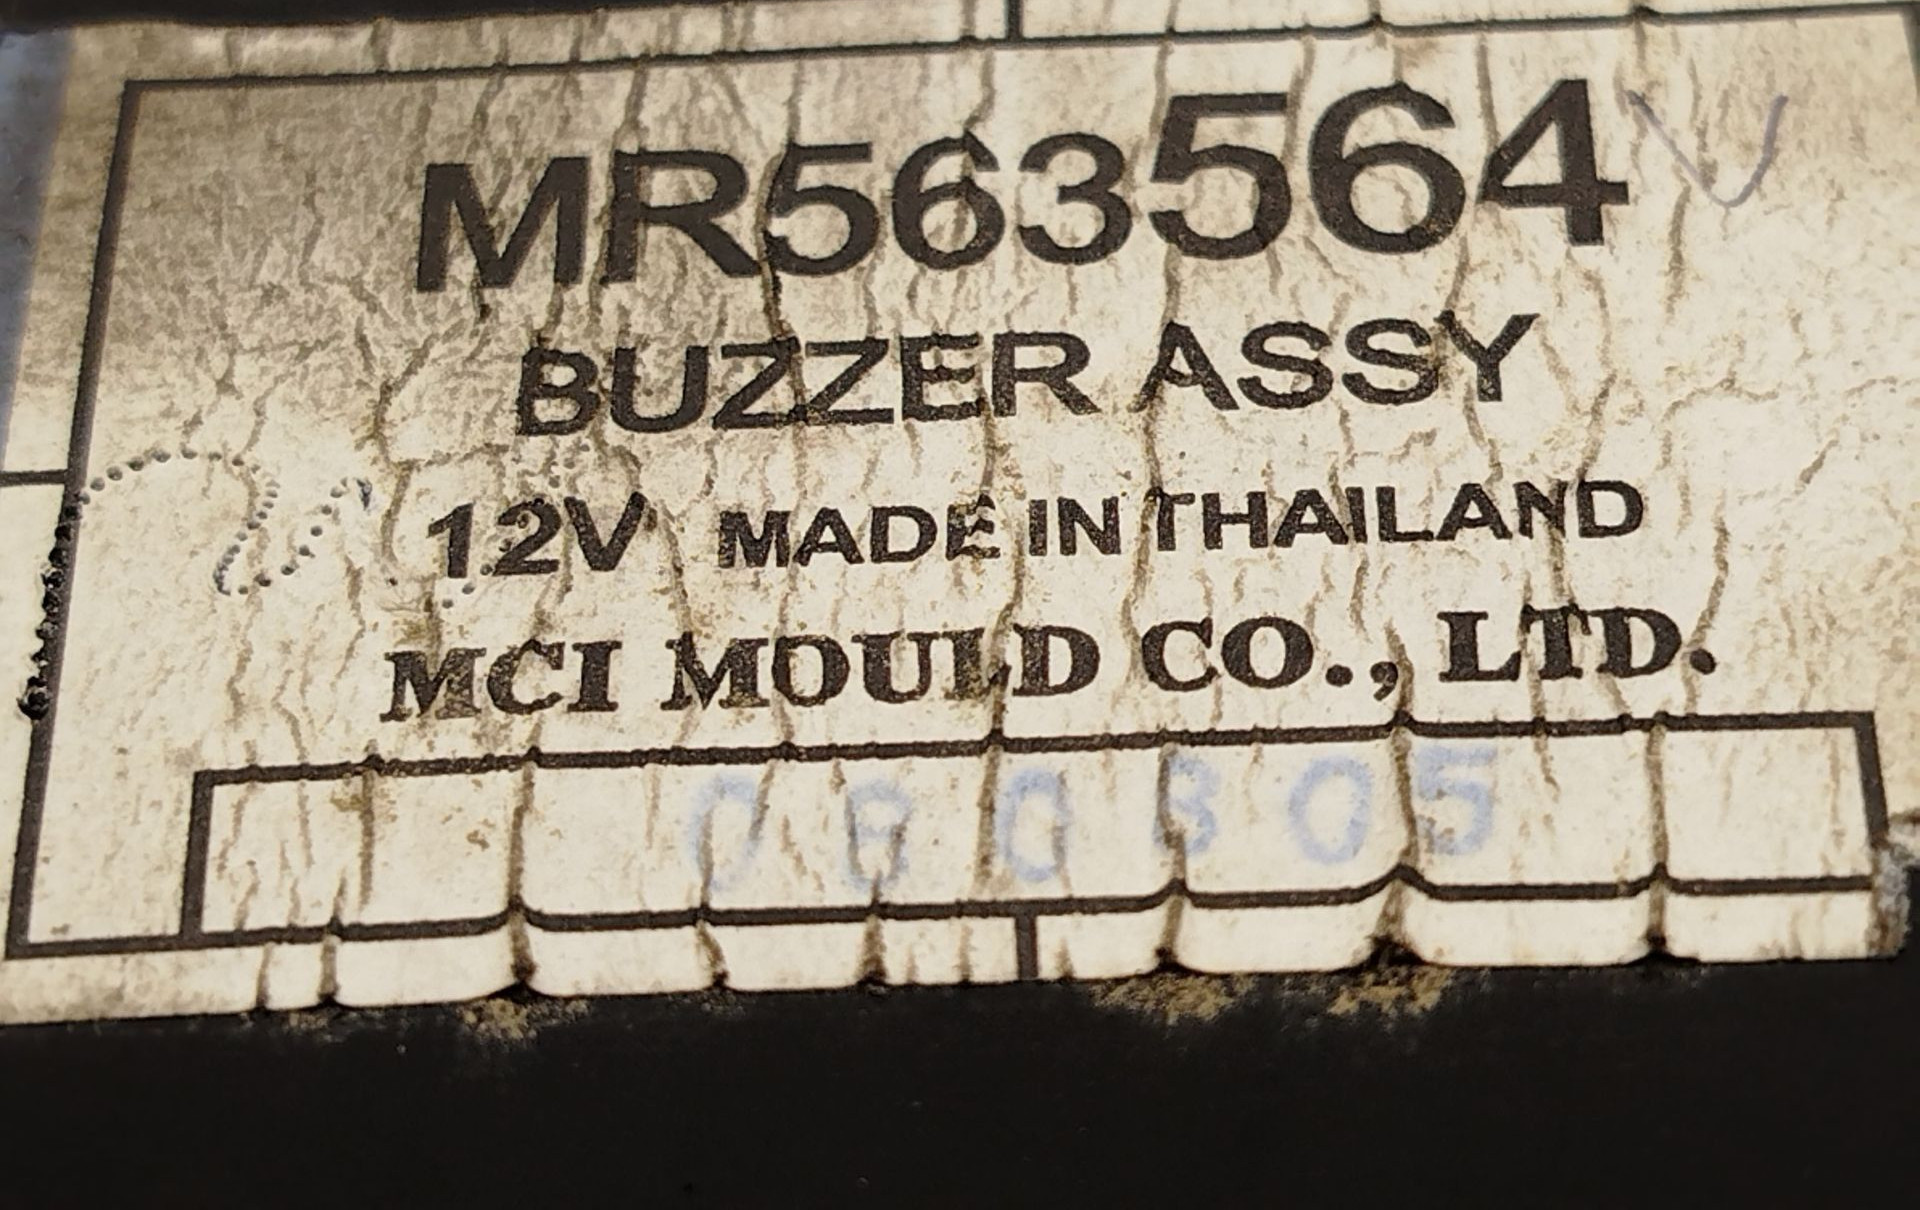 MR563564
BUZZER ASSY
12V MADE IN THAILAND
MCI MOULD CO., LTD.